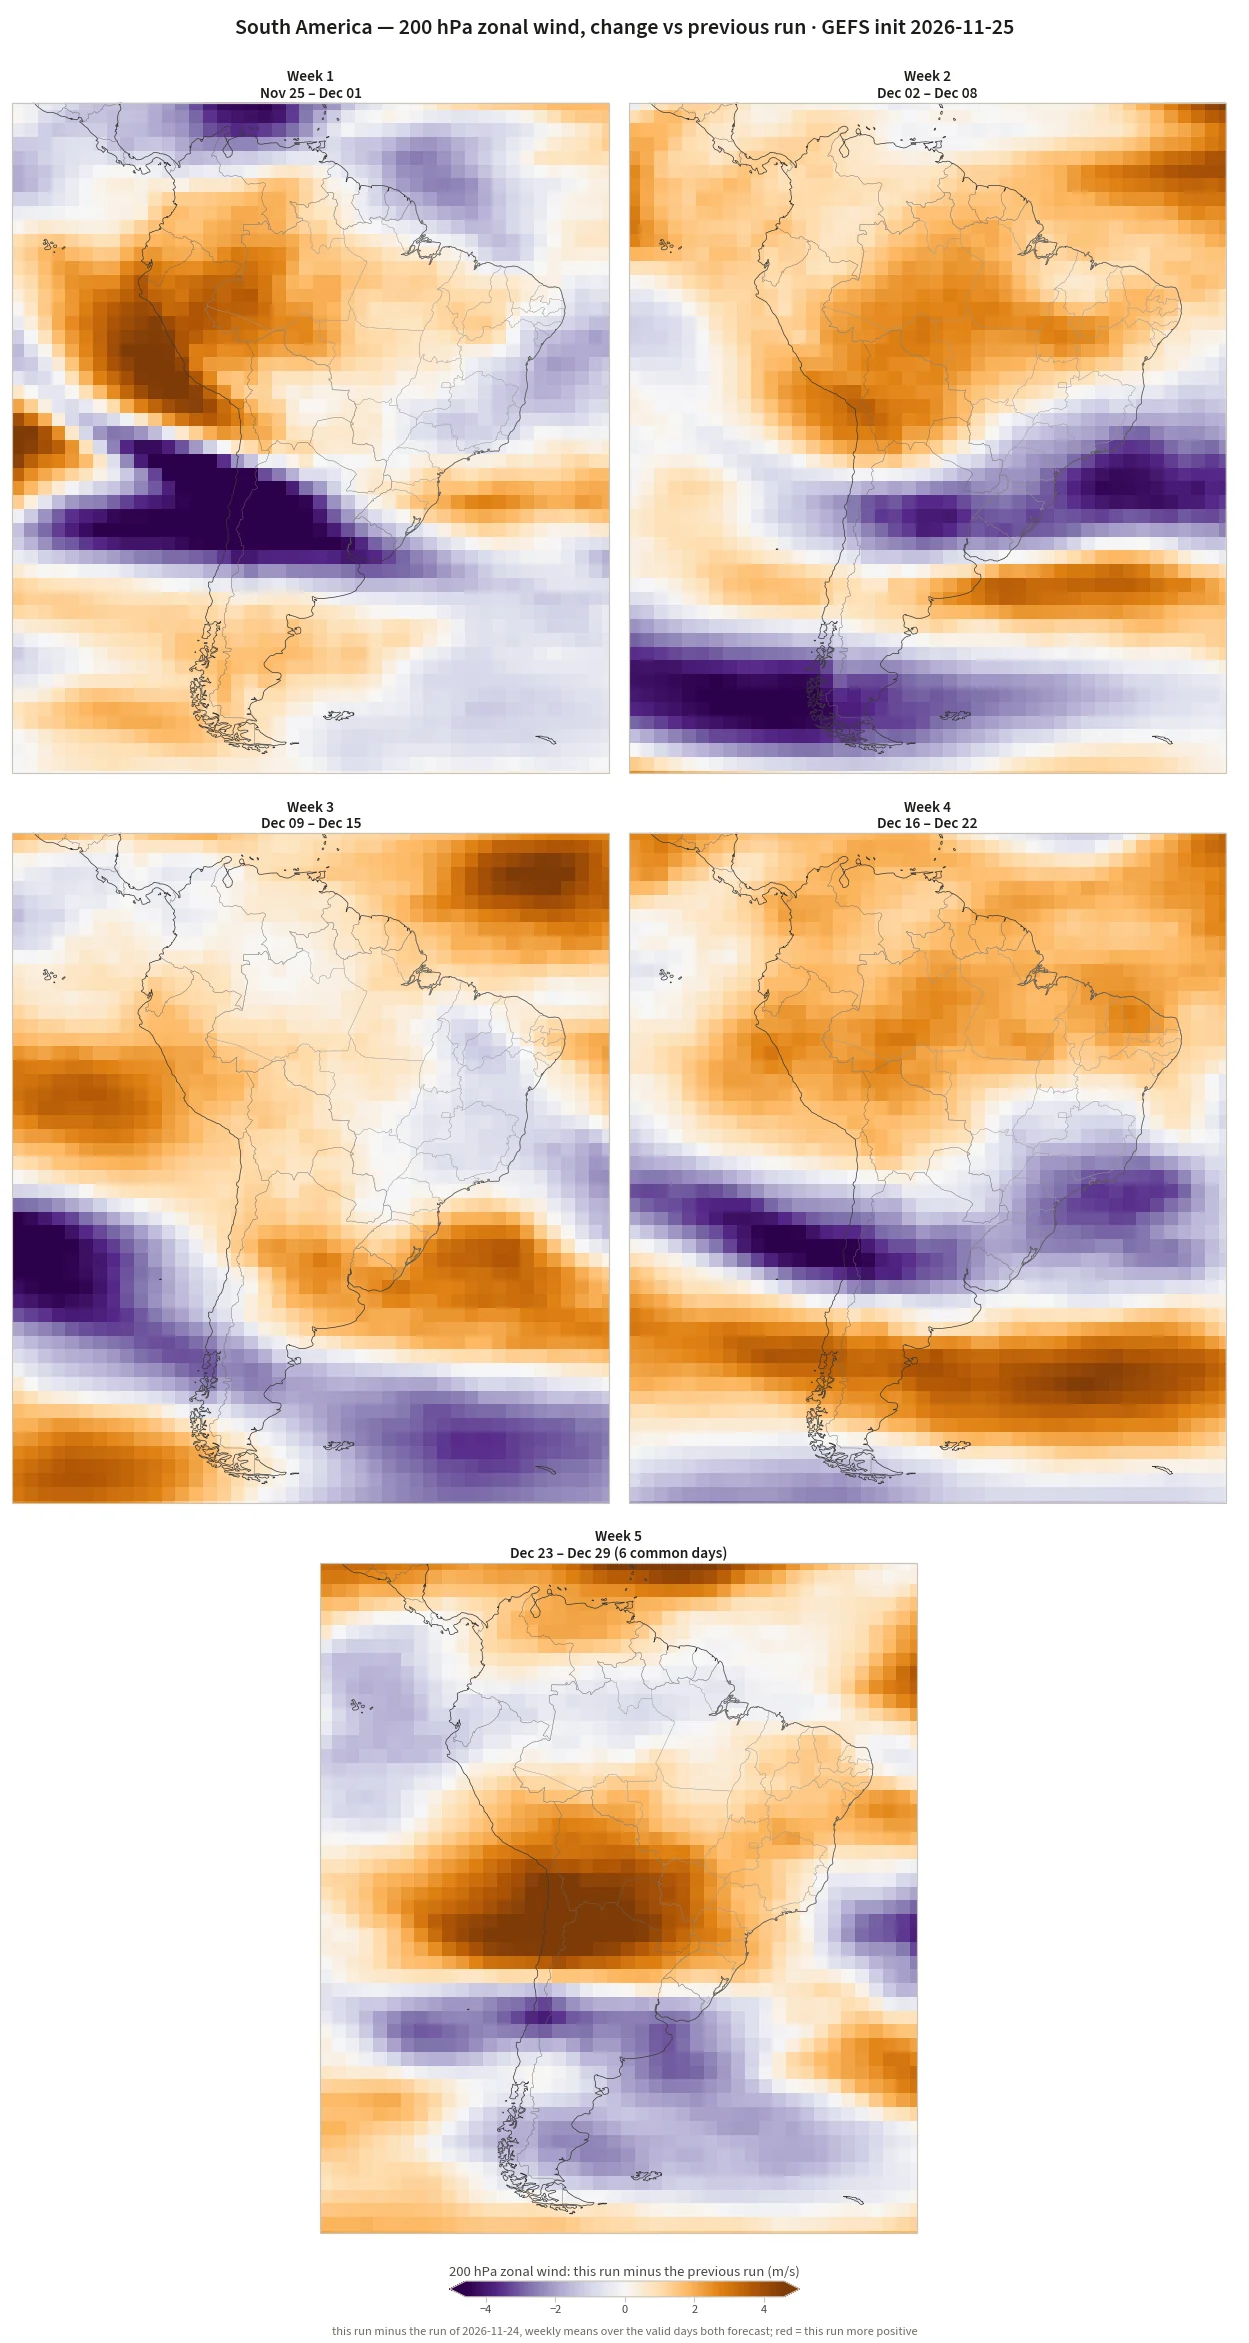 South America — 200 hPa zonal wind, change vs previous run · GEFS init 2026-11-25
Week 1
Nov 25 – Dec 01
Week 2
Dec 02 – Dec 08
Week 3
Dec 09 – Dec 15
Week 4
Dec 16 – Dec 22
Week 5
Dec 23 – Dec 29 (6 common days)
200 hPa zonal wind: this run minus the previous run (m/s)
−4 −2 0 2 4
this run minus the run of 2026-11-24, weekly means over the valid days both forecast; red = this run more positive